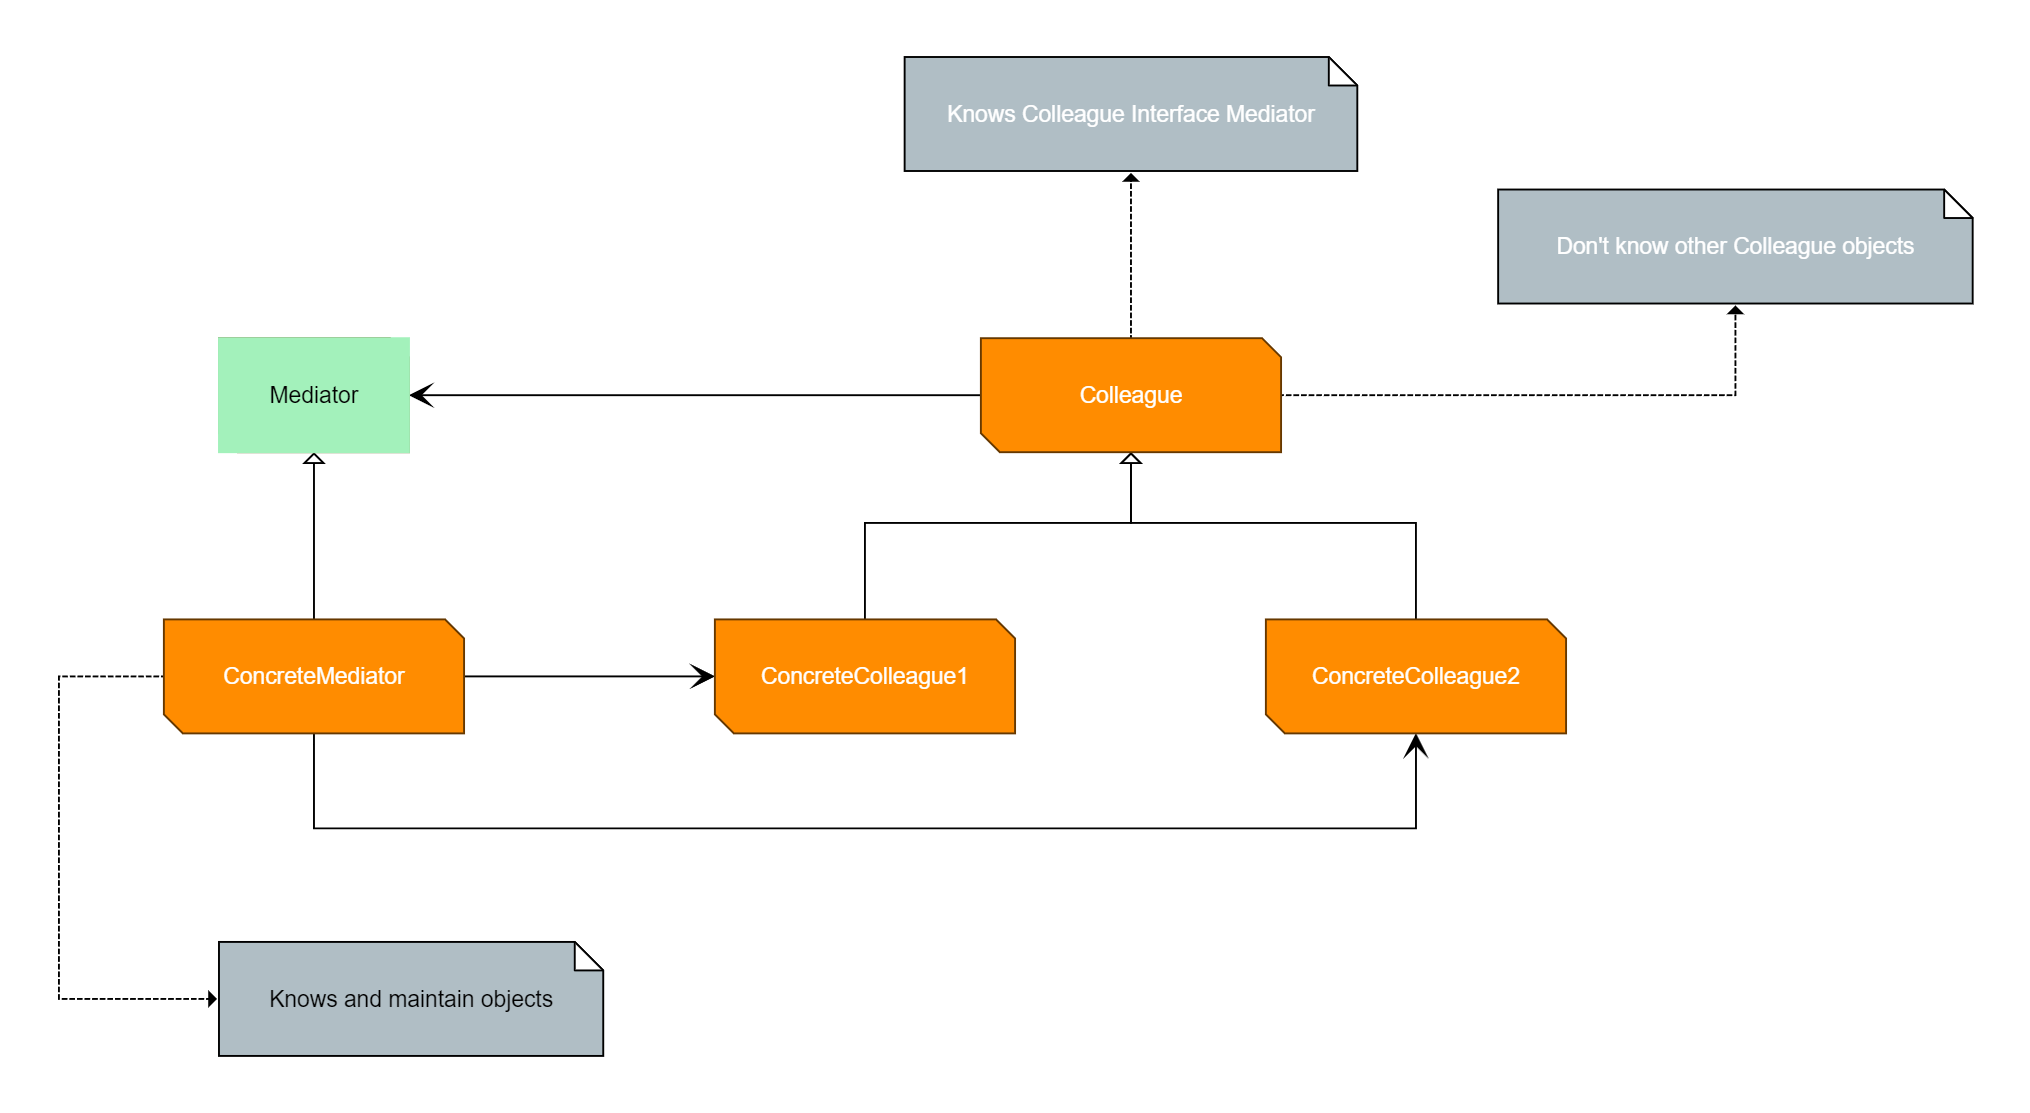 Knows Colleague Interface Mediator
Don't know other Colleague objects
Mediator
Colleague
ConcreteMediator
ConcreteColleague1
ConcreteColleague2
Knows and maintain objects